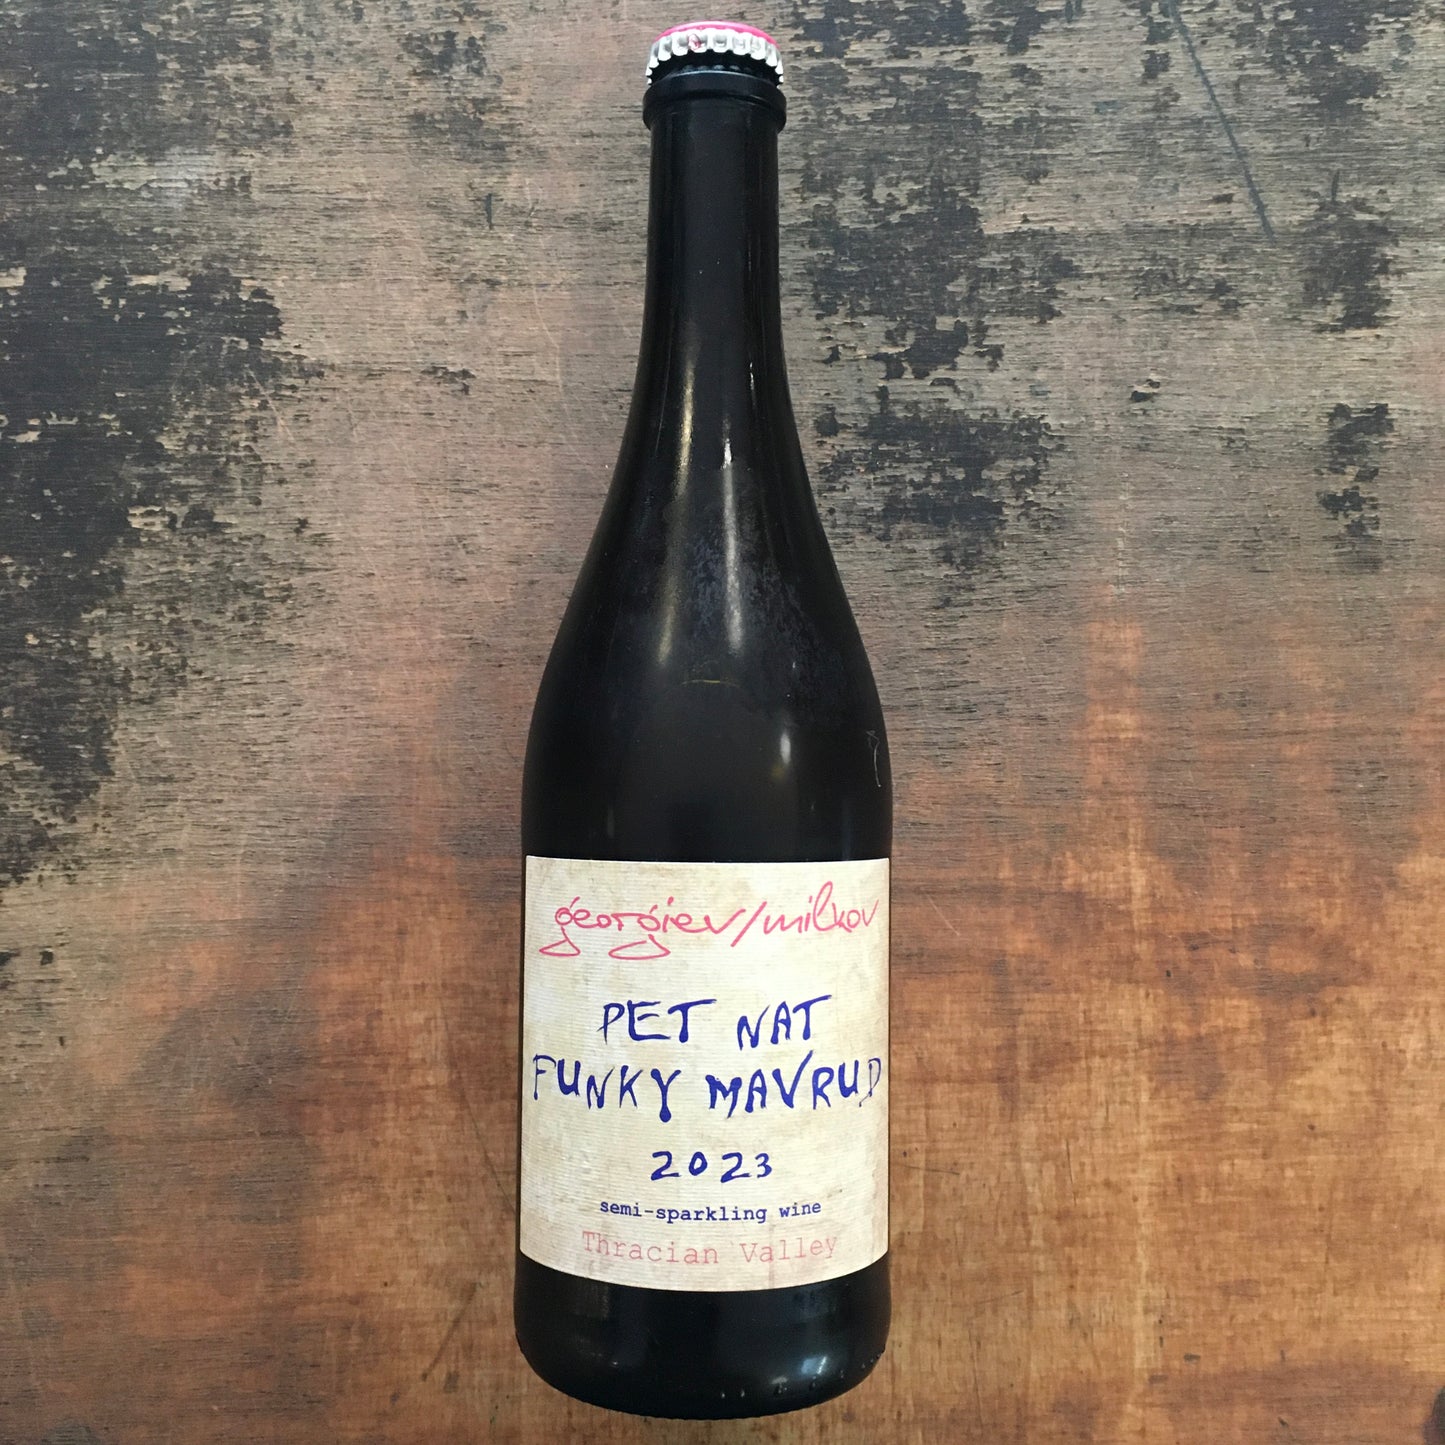 georgiev/milkov
PET NAT
FUNKY MAVRUD
2023
semi-sparkling wine
Thracian Valley